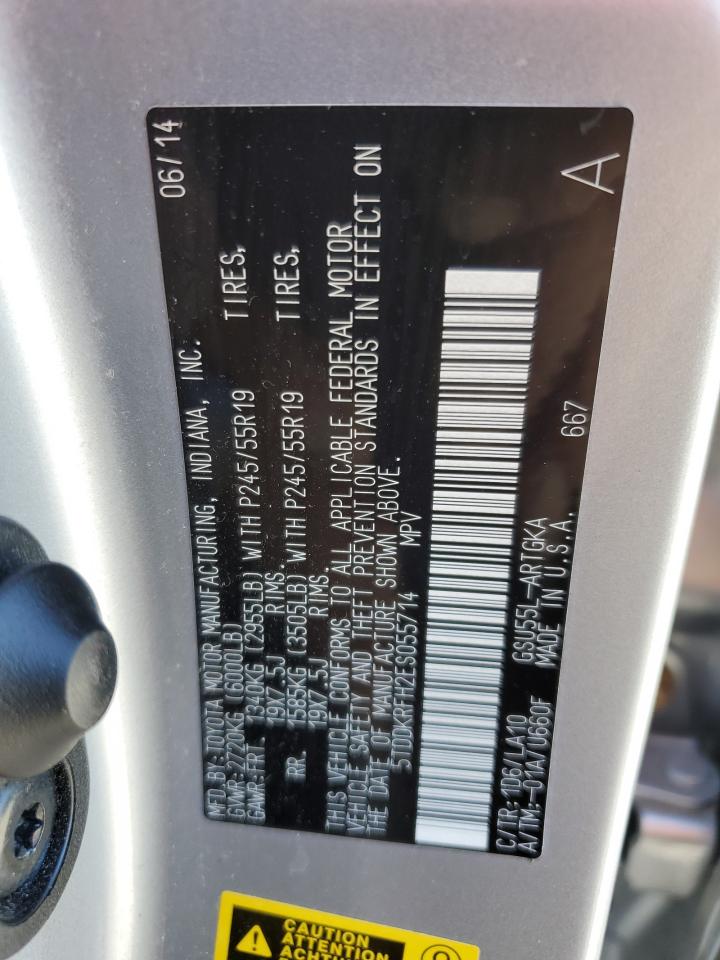 MFD. BY: TOYOTA MOTOR MANUFACTURING, INDIANA, INC. 06/14
GVWR: 2720KG (6000LB)
GAWR: FRT 1340KG (2955LB) WITH P245/55R19 TIRES,
19X7.5J RIMS
RR. 1585KG (3505LB) WITH P245/55R19 TIRES,
19X7.5J RIMS
THIS VEHICLE CONFORMS TO ALL APPLICABLE FEDERAL MOTOR
VEHICLE SAFETY AND THEFT PREVENTION STANDARDS IN EFFECT ON
THE DATE OF MANUFACTURE SHOWN ABOVE.
5TDDKRFH2ES055714 MPV
C/TR: 1D6/LA10 GSU55L-ARTGKA
A/TM: -01A/U660F MADE IN U.S.A. 667 A
CAUTION
ATTENTION